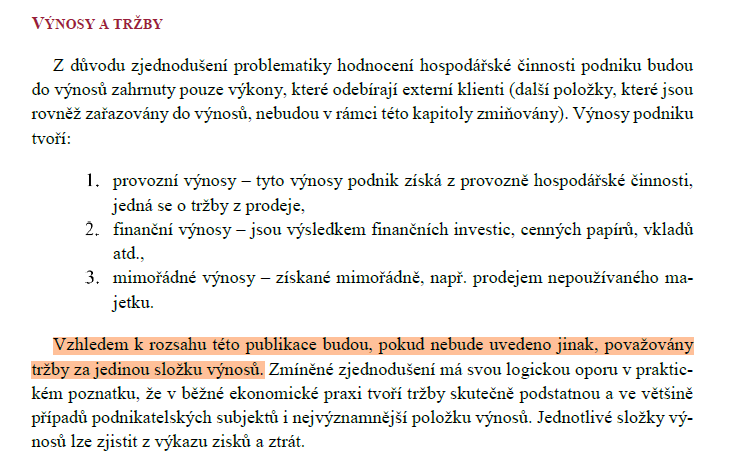 VÝNOSY A TRŽBY
Z důvodu zjednodušení problematiky hodnocení hospodářské činnosti podniku budou
do výnosů zahrnuty pouze výkony, které odebírají externí klienti (další položky, které jsou
rovněž zařazovány do výnosů, nebudou v rámci této kapitoly zmiňovány). Výnosy podniku
tvoří:
1. provozní výnosy – tyto výnosy podnik získá z provozně hospodářské činnosti,
jedná se o tržby z prodeje,
2. finanční výnosy – jsou výsledkem finančních investic, cenných papírů, vkladů
atd.,
3. mimořádné výnosy – získané mimořádně, např. prodejem nepoužívaného ma-
jetku.
Vzhledem k rozsahu této publikace budou, pokud nebude uvedeno jinak, považovány
tržby za jedinou složku výnosů. Zmíněné zjednodušení má svou logickou oporu v praktic-
kém poznatku, že v běžné ekonomické praxi tvoří tržby skutečně podstatnou a ve většině
případů podnikatelských subjektů i nejvýznamnější položku výnosů. Jednotlivé složky vý-
nosů lze zjistit z výkazu zisků a ztrát.